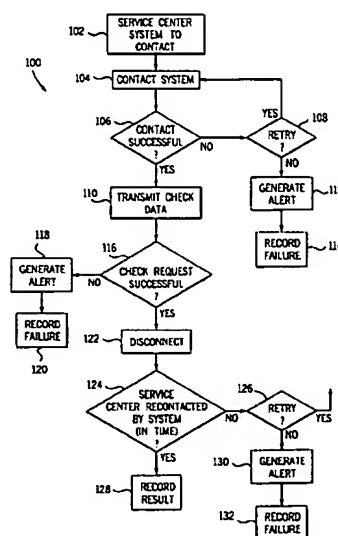 102
SERVICE CENTER
SYSTEM TO
CONTACT
100
104
CONTACT SYSTEM
106
CONTACT
SUCCESSFUL
?
NO
YES
108
RETRY
?
YES
NO
110
TRANSMIT CHECK
DATA
GENERATE
ALERT
RECORD
FAILURE
116
CHECK REQUEST
SUCCESSFUL
?
NO
YES
118
GENERATE
ALERT
RECORD
FAILURE
120
122
DISCONNECT
124
SERVICE
CENTER RECONTACTED
BY SYSTEM
(IN TIME)
?
NO
YES
126
RETRY
?
YES
NO
128
RECORD
RESULT
130
GENERATE
ALERT
132
RECORD
FAILURE